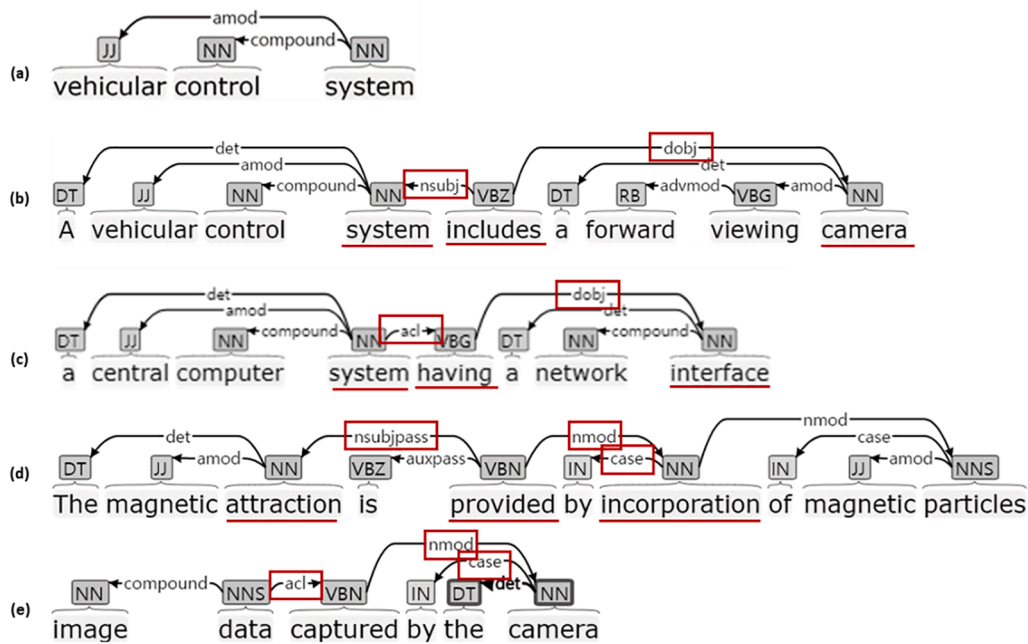 amod
compound
JJ NN NN
(a)
vehicular control system
dobj
det det
amod
compound nsubj advmod amod
DT JJ NN NN VBZ DT RB VBG NN
(b)
A vehicular control system includes a forward viewing camera
det dobj
amod det
compound acl compound
DT JJ NN NN VBG DT NN NN
(c)
a central computer system having a network interface
nmod
det nsubjpass nmod case
amod auxpass case amod
DT JJ NN VBZ VBN IN NN IN JJ NNS
(d)
The magnetic attraction is provided by incorporation of magnetic particles
nmod
case
compound acl det
NN NNS VBN IN DT NN
(e)
image data captured by the camera